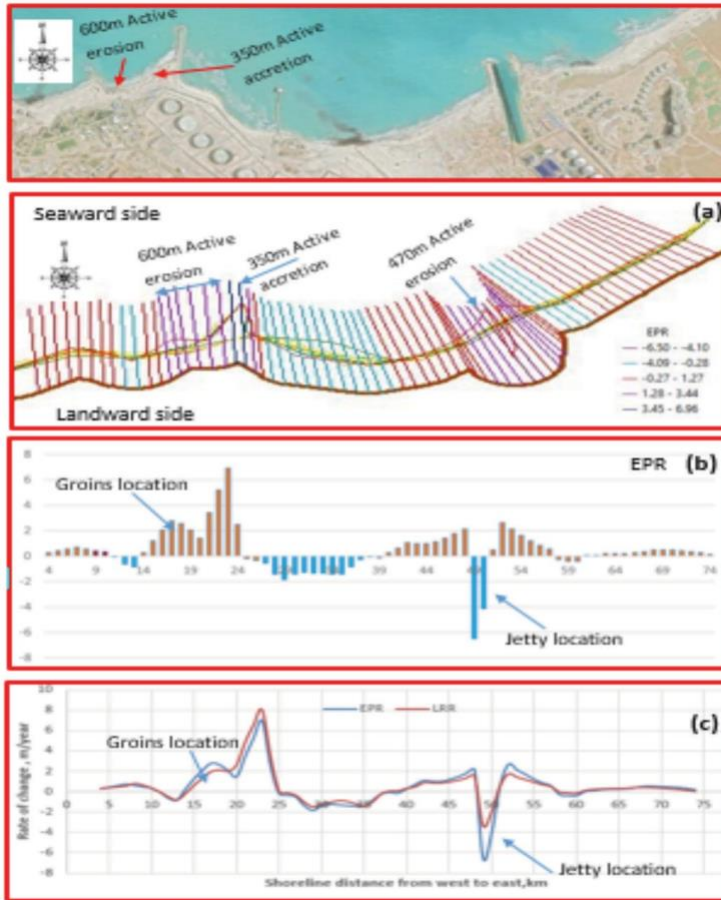 600m Active
erosion
350m Active
accretion
(a)
Seaward side
600m Active
erosion
350m Active
accretion
470m Active
erosion
EPR
-6.50 - -4.10
-4.09 - -0.28
-0.27 - 1.27
1.28 - 3.44
3.45 - 6.96
Landward side
EPR (b)
Groins location
8
6
4
2
0
-2
-4
-6
-8
4 9 14 19 24 29 34 39 44 49 54 59 64 69 74
Jetty location
(c)
EPR LRR
Groins location
Rate of change , m/year
10
8
6
4
2
0
-2
-4
-6
-8
0 5 10 15 20 25 30 35 40 45 50 55 60 65 70 75
Jetty location
Shoreline distance from west to east,km